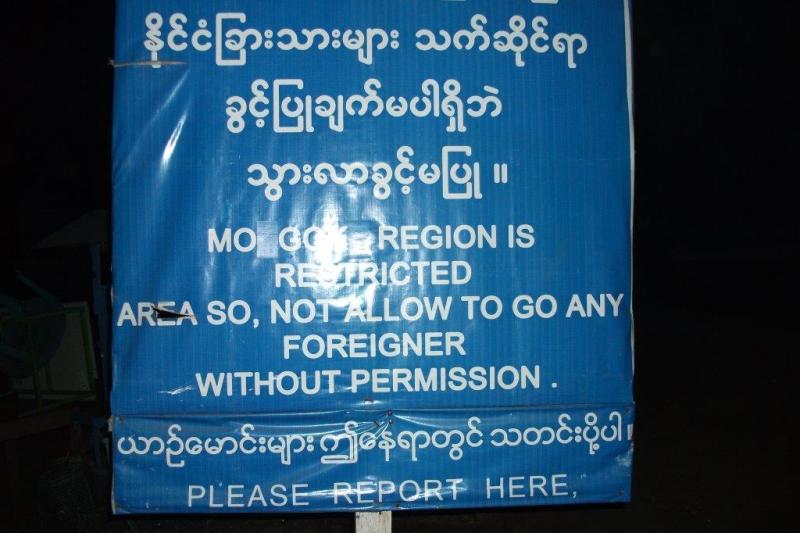 နိုင်ငံခြားသားများ သက်ဆိုင်ရာ
ခွင့်ပြုချက်မပါရှိဘဲ
သွားလာခွင့်မပြု ။
REGION IS
RESTRICTED
AREA SO, NOT ALLOW TO GO ANY
FOREIGNER
WITHOUT PERMISSION .
ယာဉ်မောင်းများ ဤနေရာတွင် သတင်းပို့ပါ ။
PLEASE REPORT HERE,